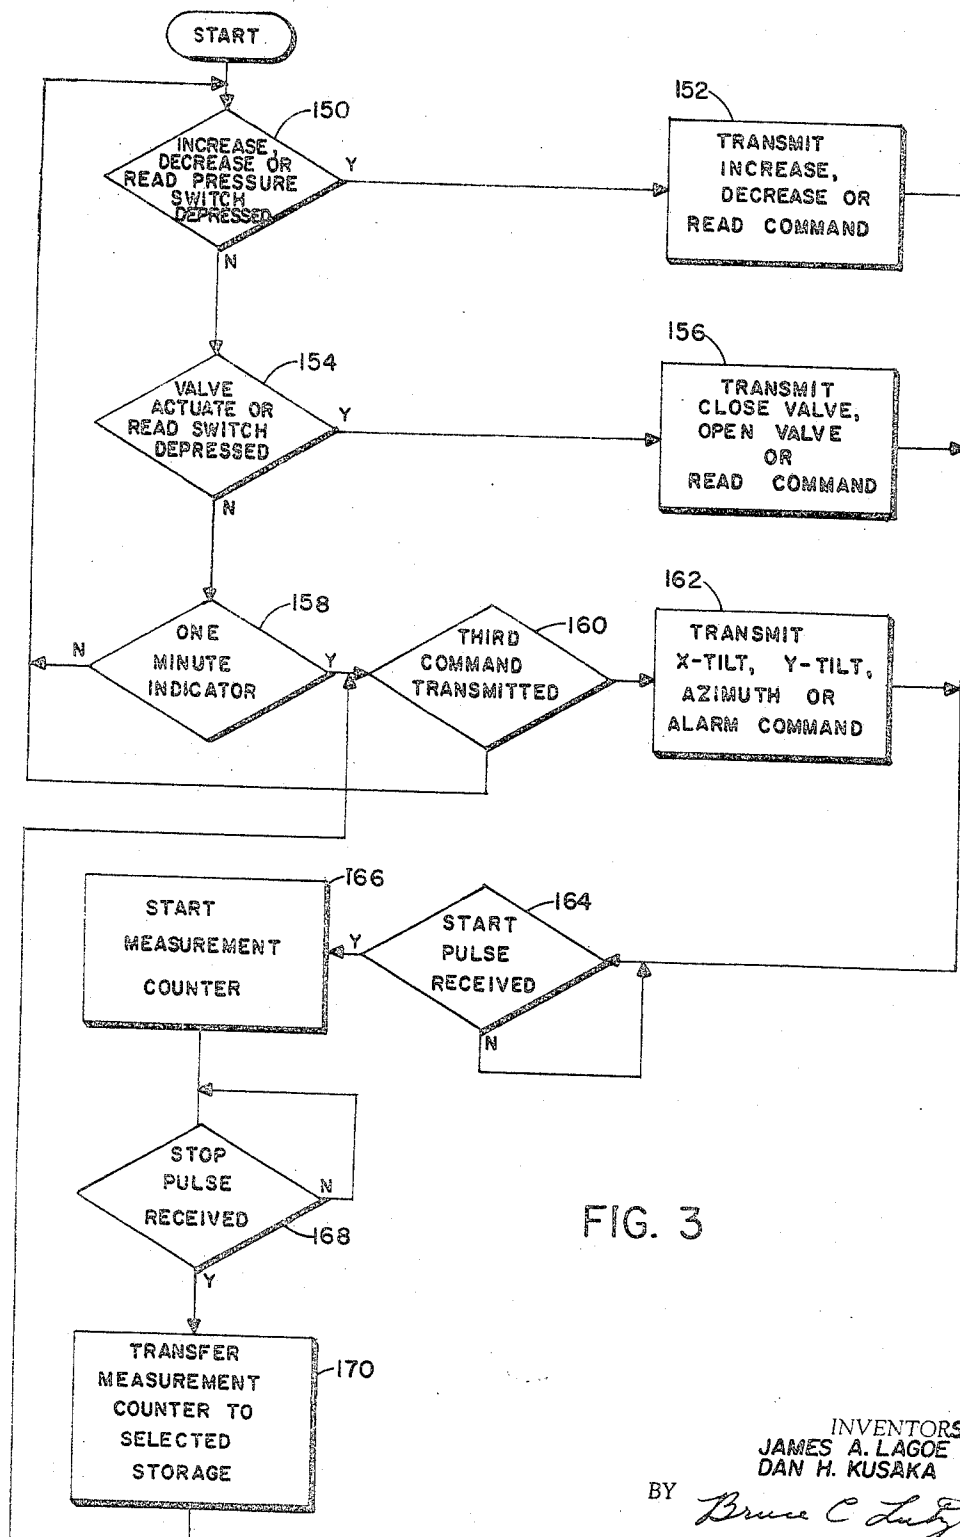 START
150
INCREASE,
DECREASE OR
READ PRESSURE
SWITCH
DEPRESSED
Y
N
152
TRANSMIT
INCREASE,
DECREASE OR
READ COMMAND
154
VALVE
ACTUATE OR
READ SWITCH
DEPRESSED
Y
N
156
TRANSMIT
CLOSE VALVE,
OPEN VALVE
OR
READ COMMAND
158
N
ONE
MINUTE
INDICATOR
Y
160
THIRD
COMMAND
TRANSMITTED
162
TRANSMIT
X-TILT, Y-TILT,
AZIMUTH OR
ALARM COMMAND
166
START
MEASUREMENT
COUNTER
Y
164
START
PULSE
RECEIVED
N
STOP
PULSE
RECEIVED
N
168
Y
FIG. 3
TRANSFER
MEASUREMENT
COUNTER TO
SELECTED
STORAGE
170
INVENTORS
JAMES A. LAGOE
DAN H. KUSAKA
BY Bruce C Lutz